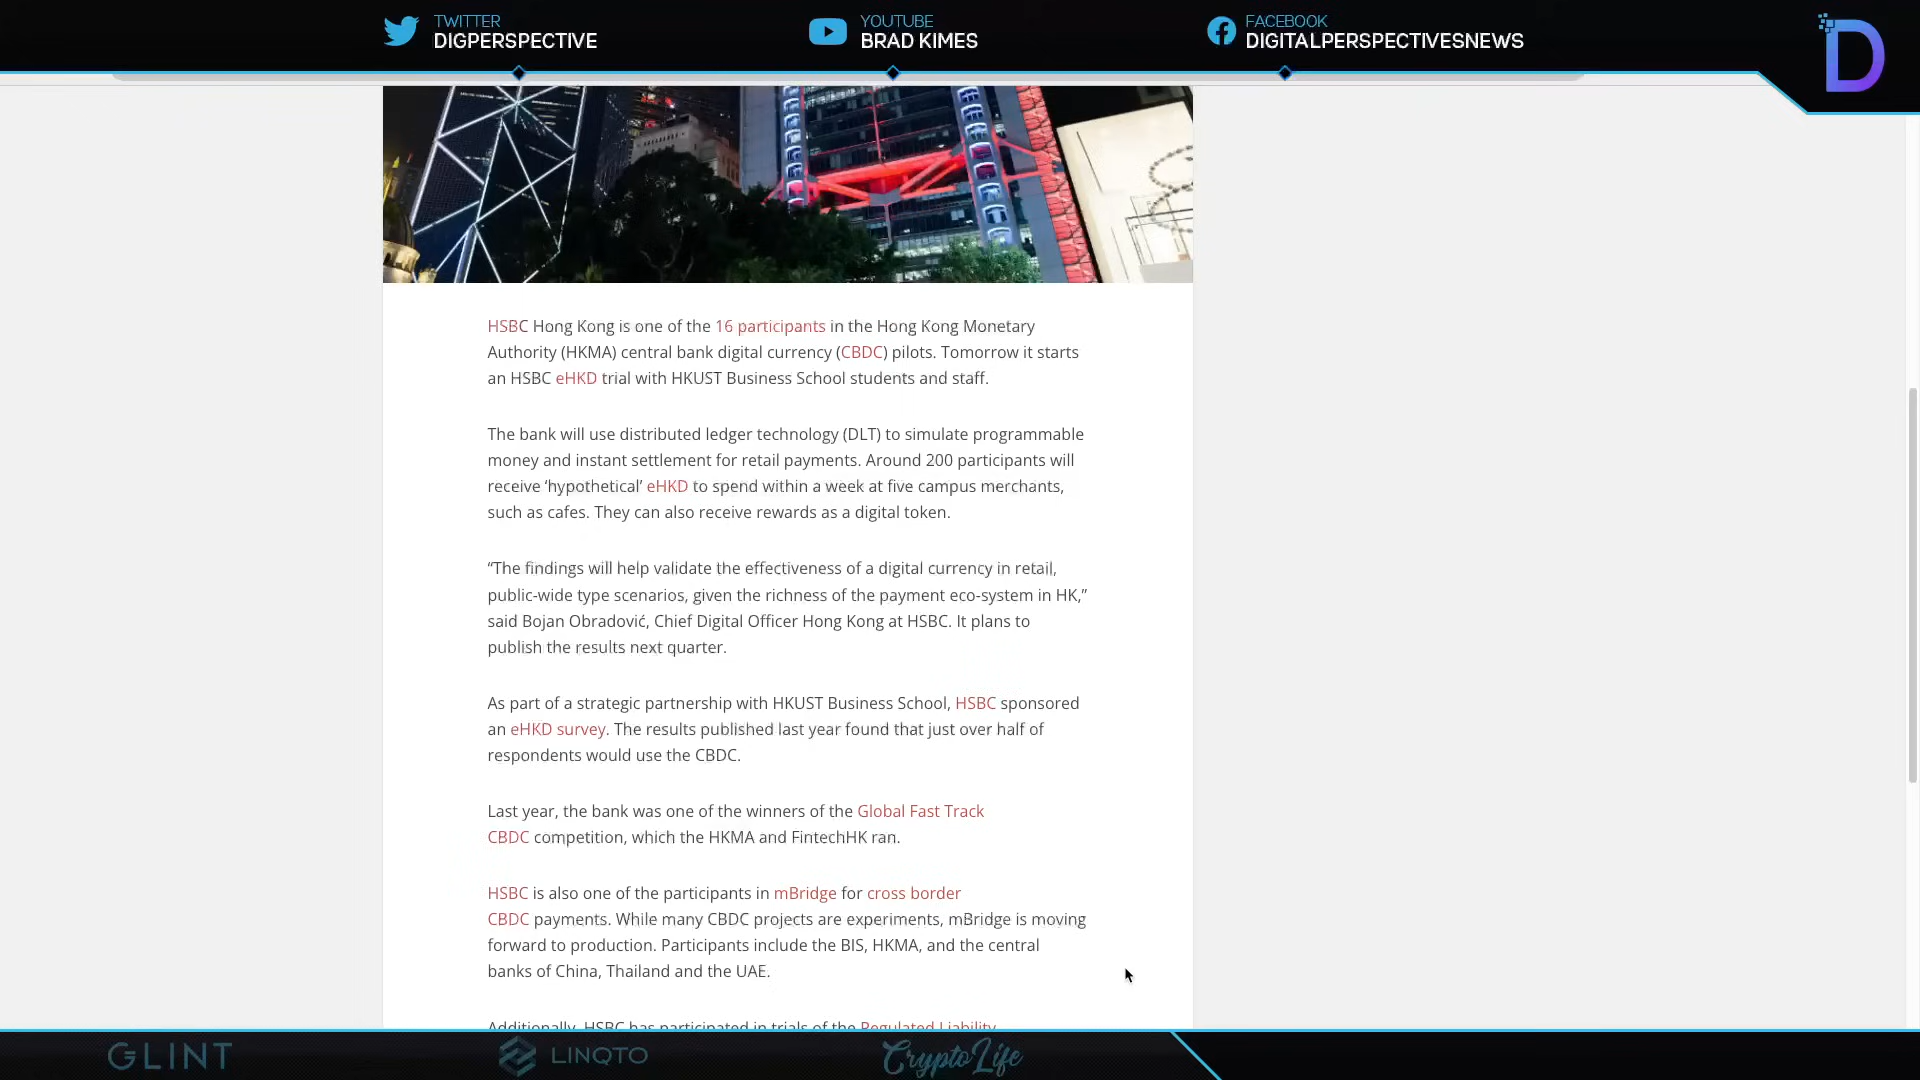 TWITTER
DIGPERSPECTIVE
YOUTUBE
BRAD KIMES
FACEBOOK
DIGITALPERSPECTIVESNEWS
D
HSBC Hong Kong is one of the 16 participants in the Hong Kong Monetary
Authority (HKMA) central bank digital currency (CBDC) pilots. Tomorrow it starts
an HSBC eHKD trial with HKUST Business School students and staff.
The bank will use distributed ledger technology (DLT) to simulate programmable
money and instant settlement for retail payments. Around 200 participants will
receive ‘hypothetical’ eHKD to spend within a week at five campus merchants,
such as cafes. They can also receive rewards as a digital token.
“The findings will help validate the effectiveness of a digital currency in retail,
public-wide type scenarios, given the richness of the payment eco-system in HK,”
said Bojan Obradović, Chief Digital Officer Hong Kong at HSBC. It plans to
publish the results next quarter.
As part of a strategic partnership with HKUST Business School, HSBC sponsored
an eHKD survey. The results published last year found that just over half of
respondents would use the CBDC.
Last year, the bank was one of the winners of the Global Fast Track
CBDC competition, which the HKMA and FintechHK ran.
HSBC is also one of the participants in mBridge for cross border
CBDC payments. While many CBDC projects are experiments, mBridge is moving
forward to production. Participants include the BIS, HKMA, and the central
banks of China, Thailand and the UAE.
Additionally, HSBC has participated in trials of the Regulated Liability
GLINT
LINQTO
CryptoLife